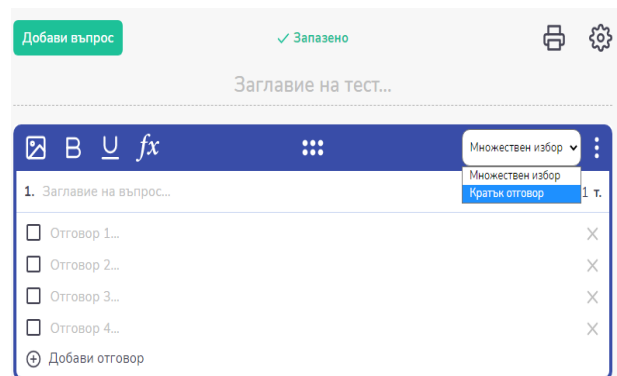 Добави въпрос
Запазено
Заглавие на тест...
B U fx
Множествен избор
Множествен избор
Кратък отговор
1. Заглавие на въпрос...
1 т.
Отговор 1...
Отговор 2...
Отговор 3...
Отговор 4...
Добави отговор